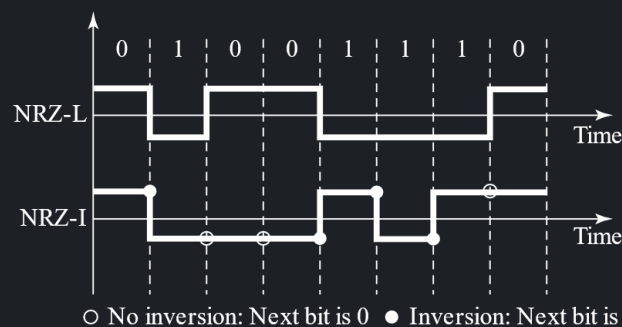 0 1 0 0 1 1 1 0
NRZ-L
Time
NRZ-I
Time
○ No inversion: Next bit is 0 ● Inversion: Next bit is